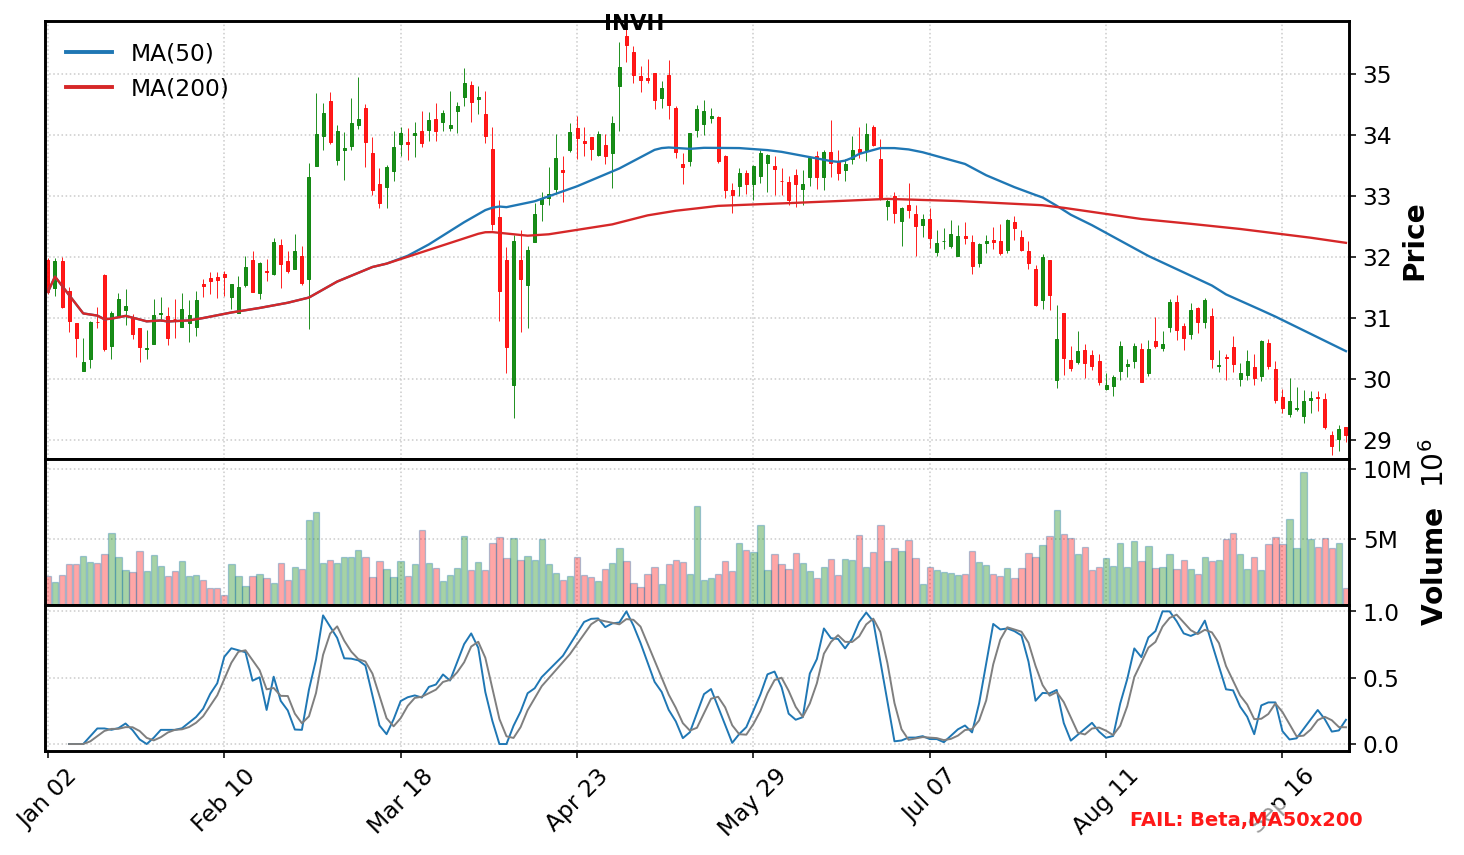 INVH
MA(50)
MA(200)
35
34
33
32
31
30
29
Price
10M
5M
Volume 10^6
1.0
0.5
0.0
Jan 02
Feb 10
Mar 18
Apr 23
May 29
Jul 07
Aug 11
Sep 16
FAIL: Beta,MA50x200